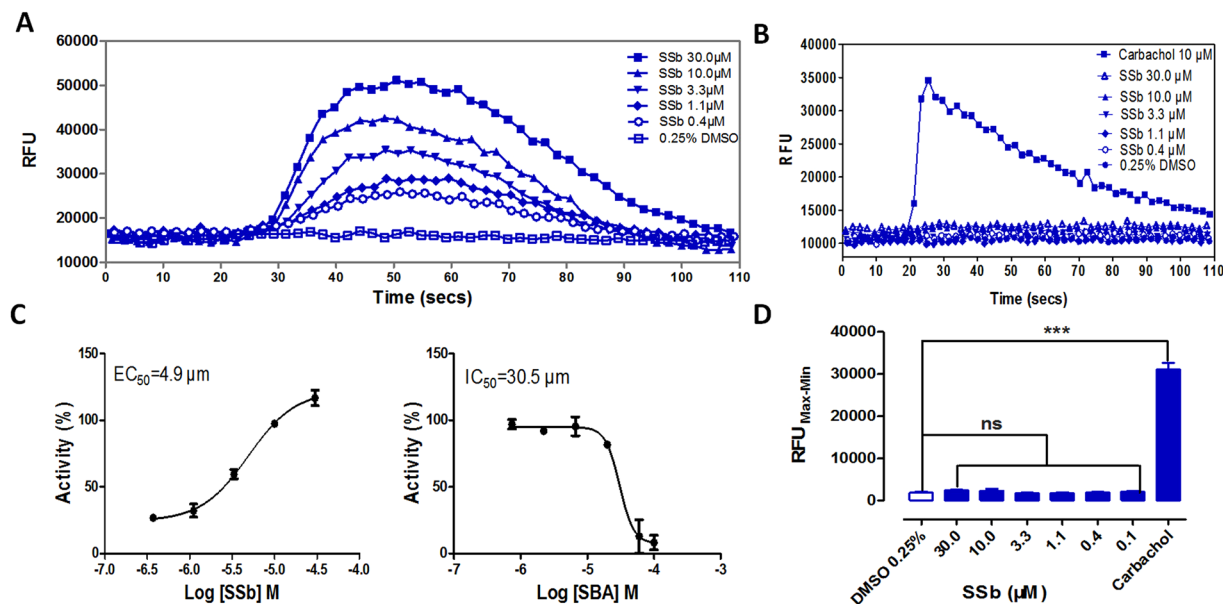 A
60000
50000
40000
30000
20000
10000
RFU
0 10 20 30 40 50 60 70 80 90 100 110
Time (secs)
SSb 30.0µM
SSb 10.0µM
SSb 3.3µM
SSb 1.1µM
SSb 0.4µM
0.25% DMSO
B
40000
35000
30000
25000
20000
15000
10000
R FU
0 10 20 30 40 50 60 70 80 90 100 110
Time (secs)
Carbachol 10 µM
SSb 30.0 µM
SSb 10.0 µM
SSb 3.3 µM
SSb 1.1 µM
SSb 0.4 µM
0.25% DMSO
C
150
100
50
0
Activity (%)
EC50=4.9 µm
-7.0 -6.5 -6.0 -5.5 -5.0 -4.5 -4.0
Log [SSb] M
150
100
50
0
Activity (%)
IC50=30.5 µm
-7 -6 -5 -4 -3
Log [SBA] M
D
40000
30000
20000
10000
0
RFU Max-Min
***
ns
DMSO 0.25% 30.0 10.0 3.3 1.1 0.4 0.1 Carbachol
SSb (µM)